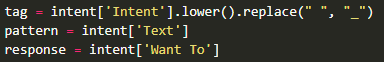 tag = intent['Intent'].lower().replace(" ", "_")
pattern = intent['Text']
response = intent['Want To']